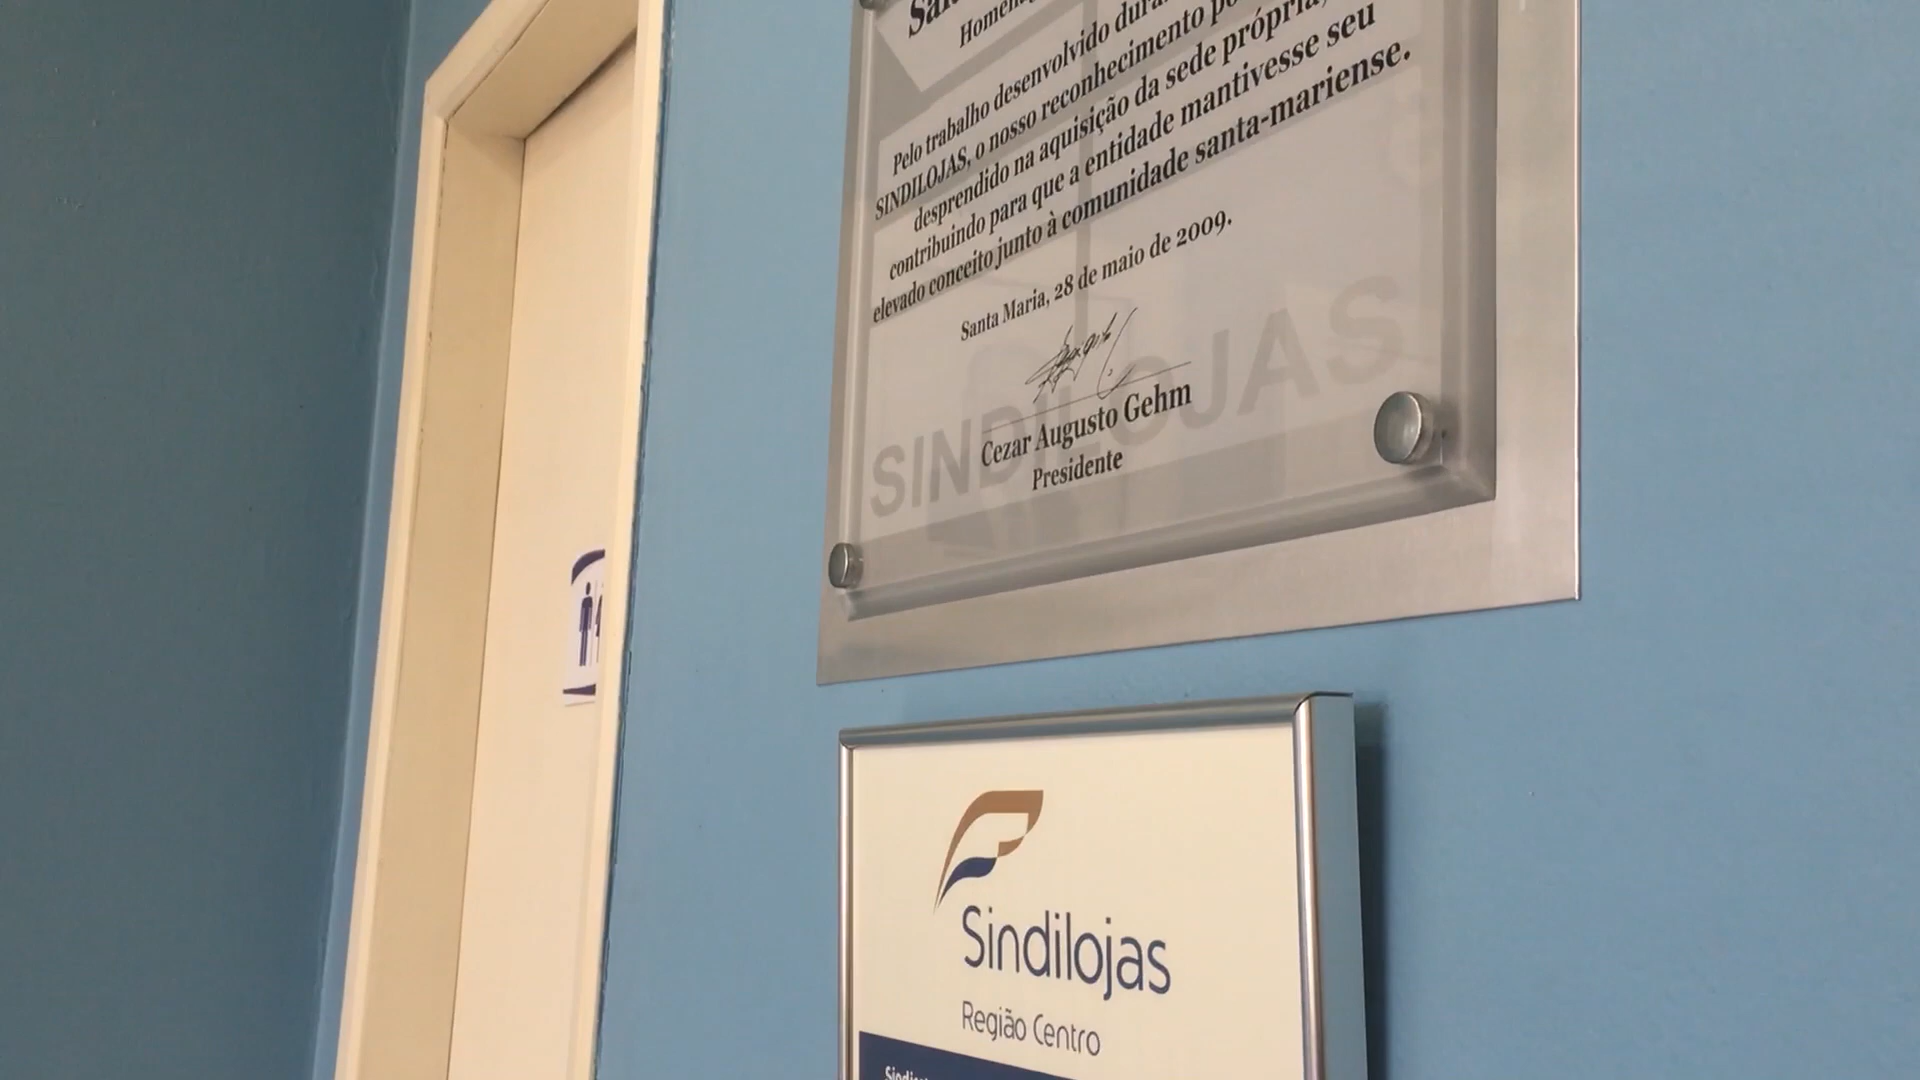 Pelo trabalho desenvolvido
SINDILOJAS, o nosso reconhecimento
desprendido na aquisição da sede própria,
contribuindo para que a entidade mantivesse seu
elevado conceito junto à comunidade santa-mariense.
Santa Maria, 28 de maio de 2009.
Cezar Augusto Gehm
Presidente
SINDILOJAS
Sindilojas
Região Centro